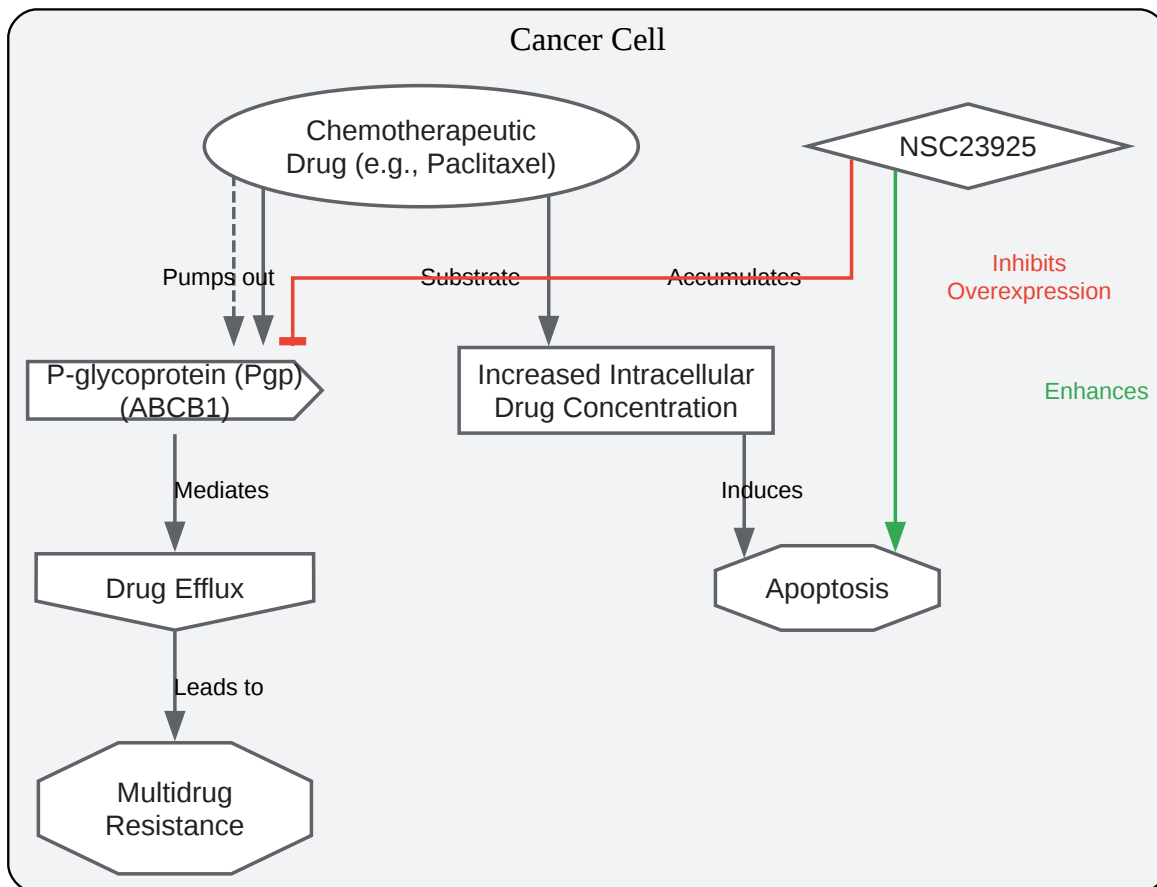 Cancer Cell
Chemotherapeutic
Drug (e.g., Paclitaxel)
NSC23925
Pumps out
Substrate
Accumulates
Inhibits
Overexpression
P-glycoprotein (Pgp)
(ABCB1)
Increased Intracellular
Drug Concentration
Enhances
Mediates
Induces
Drug Efflux
Apoptosis
Leads to
Multidrug
Resistance